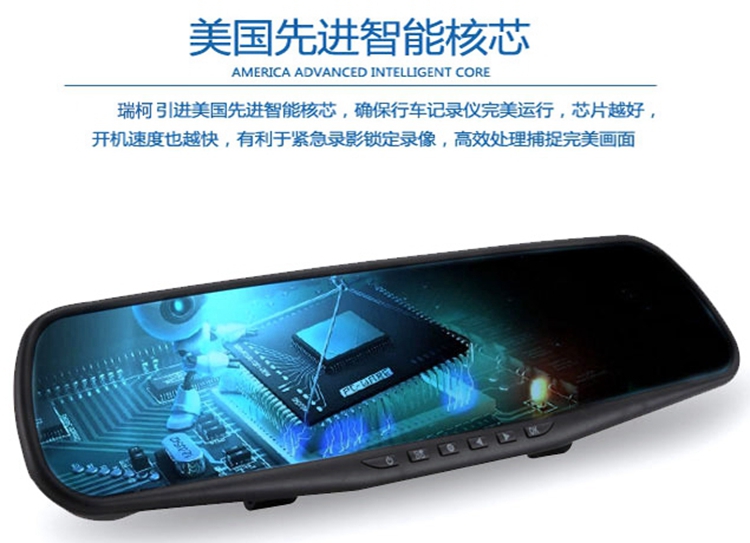 美国先进智能核芯
AMERICA ADVANCED INTELLIGENT CORE
瑞柯 引进美国先进智能核芯，确保行车记录仪完美运行，芯片越好，
开机速度也越快，有利于紧急录影锁定录像，高效处理捕捉完美画面